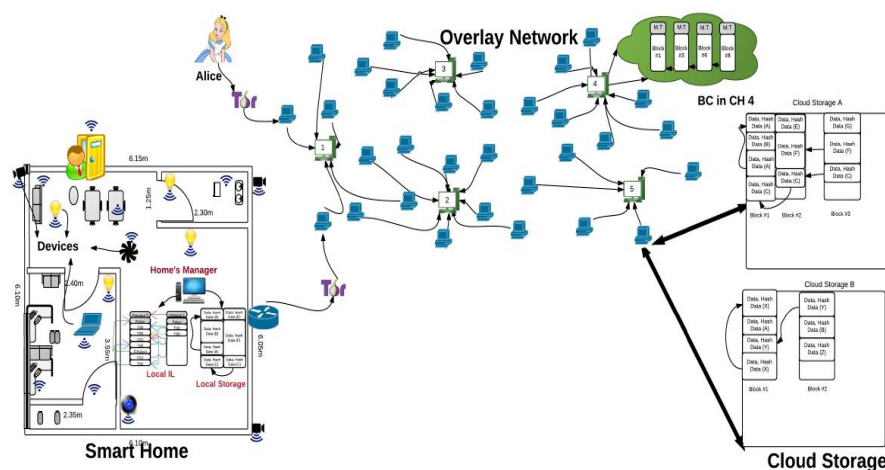 Overlay Network
Alice
Tor
1
2
3
4
5
M.T
M.T
M.T
M.T
Block #1
Block #3
Block #6
Block #8
BC in CH 4
Cloud Storage A
Data, Hash
Data (A)
Data, Hash
Data (B)
Data, Hash
Data (A)
Data, Hash
Data (C)
Block #1
Data, Hash
Data (E)
Data, Hash
Data (F)
Data, Hash
Data (C)
Block #2
Data, Hash
Data (G)
Data, Hash
Data (F)
Data, Hash
Data (C)
Block #3
Cloud Storage B
Data, Hash
Data (X)
Data, Hash
Data (A)
Data, Hash
Data (Y)
Data, Hash
Data (X)
Block #1
Data, Hash
Data (Y)
Data, Hash
Data (B)
Data, Hash
Data (Z)
Block #2
Cloud Storage
6.15m
1.25m
2.30m
Devices
Home's Manager
6.10m
2.40m
3.55m
6.05m
Local IL
Local Storage
Tor
2.35m
6.10m
Smart Home